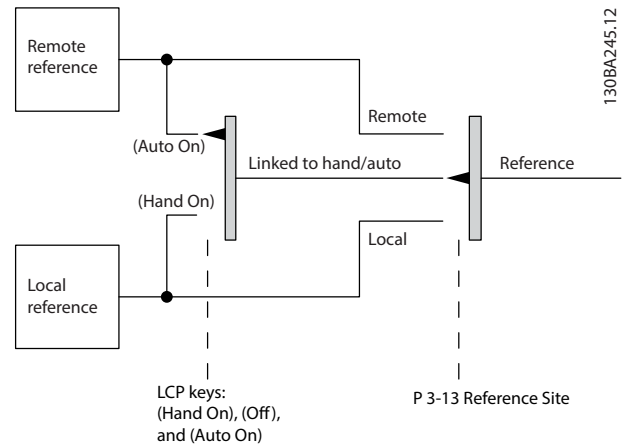 130BA245.12
Remote
reference
Remote
(Auto On)
Linked to hand/auto
Reference
(Hand On)
Local
Local
reference
LCP keys:
(Hand On), (Off),
and (Auto On)
P 3-13 Reference Site